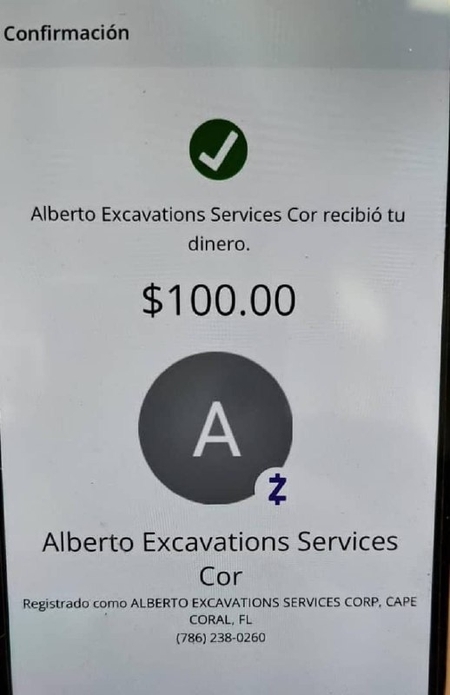 Confirmación
Alberto Excavations Services Cor recibió tu
dinero.
$100.00
A
Alberto Excavations Services
Cor
Registrado como ALBERTO EXCAVATIONS SERVICES CORP, CAPE
CORAL, FL
(786) 238-0260